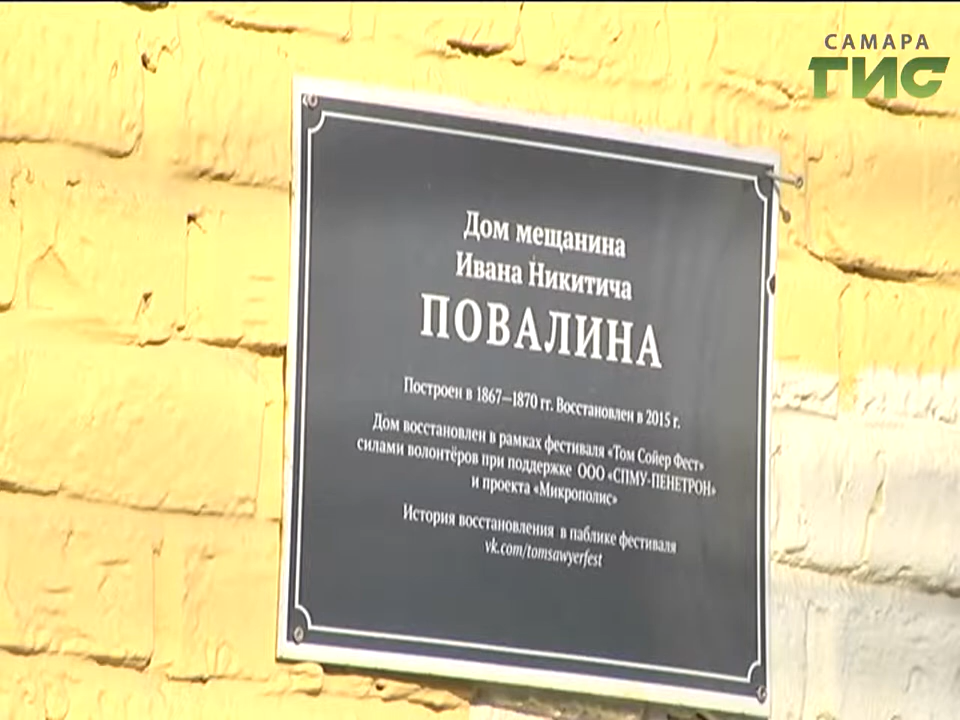 САМАРА
ГИС
Дом мещанина
Ивана Никитича
ПОВАЛИНА
Построен в 1867—1870 гг. Восстановлен в 2015 г.
Дом восстановлен в рамках фестиваля «Том Сойер Фест»
силами волонтёров при поддержке ООО «СПМУ-ПЕНЕТРОН»
и проекта «Микрополис»
История восстановления в паблике фестиваля
vk.com/tomsawyerfest